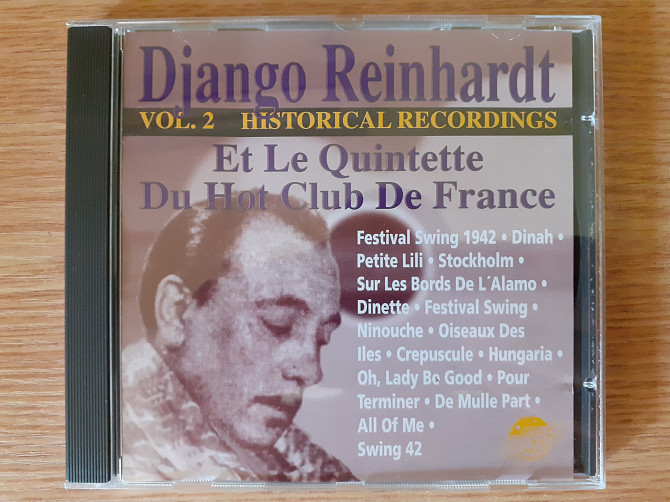 Django Reinhardt
VOL. 2 HISTORICAL RECORDINGS
Et Le Quintette
Du Hot Club De France
Festival Swing 1942 • Dinah •
Petite Lili • Stockholm •
Sur Les Bords De L´Alamo •
Dinette • Festival Swing •
Ninouche • Oiseaux Des
Iles • Crepuscule • Hungaria •
Oh, Lady Be Good • Pour
Terminer • De Mulle Part •
All Of Me •
Swing 42